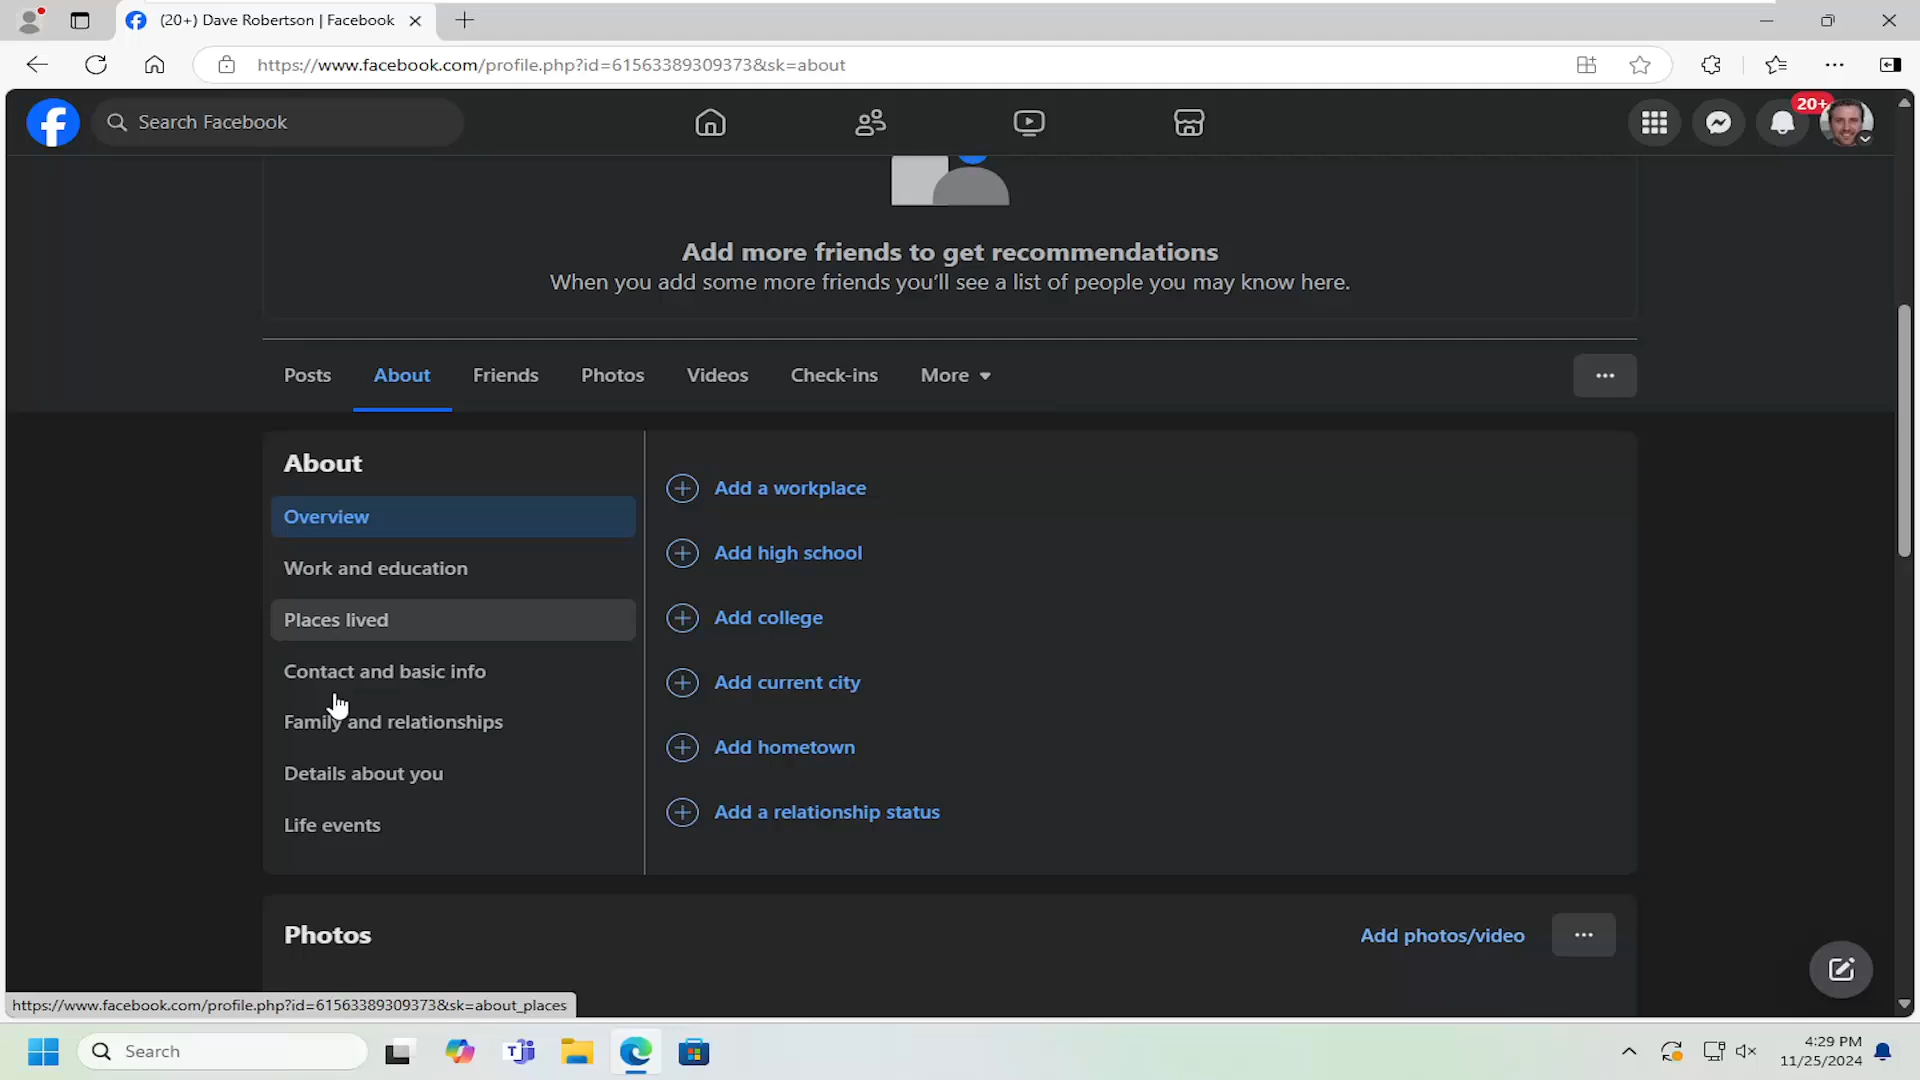 (20+) Dave Robertson | Facebook
https://www.facebook.com/profile.php?id=61563389309373&sk=about
Search Facebook
20+
Add more friends to get recommendations
When you add some more friends you'll see a list of people you may know here.
Posts About Friends Photos Videos Check-ins More
About
Overview
Work and education
Places lived
Contact and basic info
Family and relationships
Details about you
Life events
Add a workplace
Add high school
Add college
Add current city
Add hometown
Add a relationship status
Photos
Add photos/video
https://www.facebook.com/profile.php?id=61563389309373&sk=about_places
Search
4:29 PM
11/25/2024